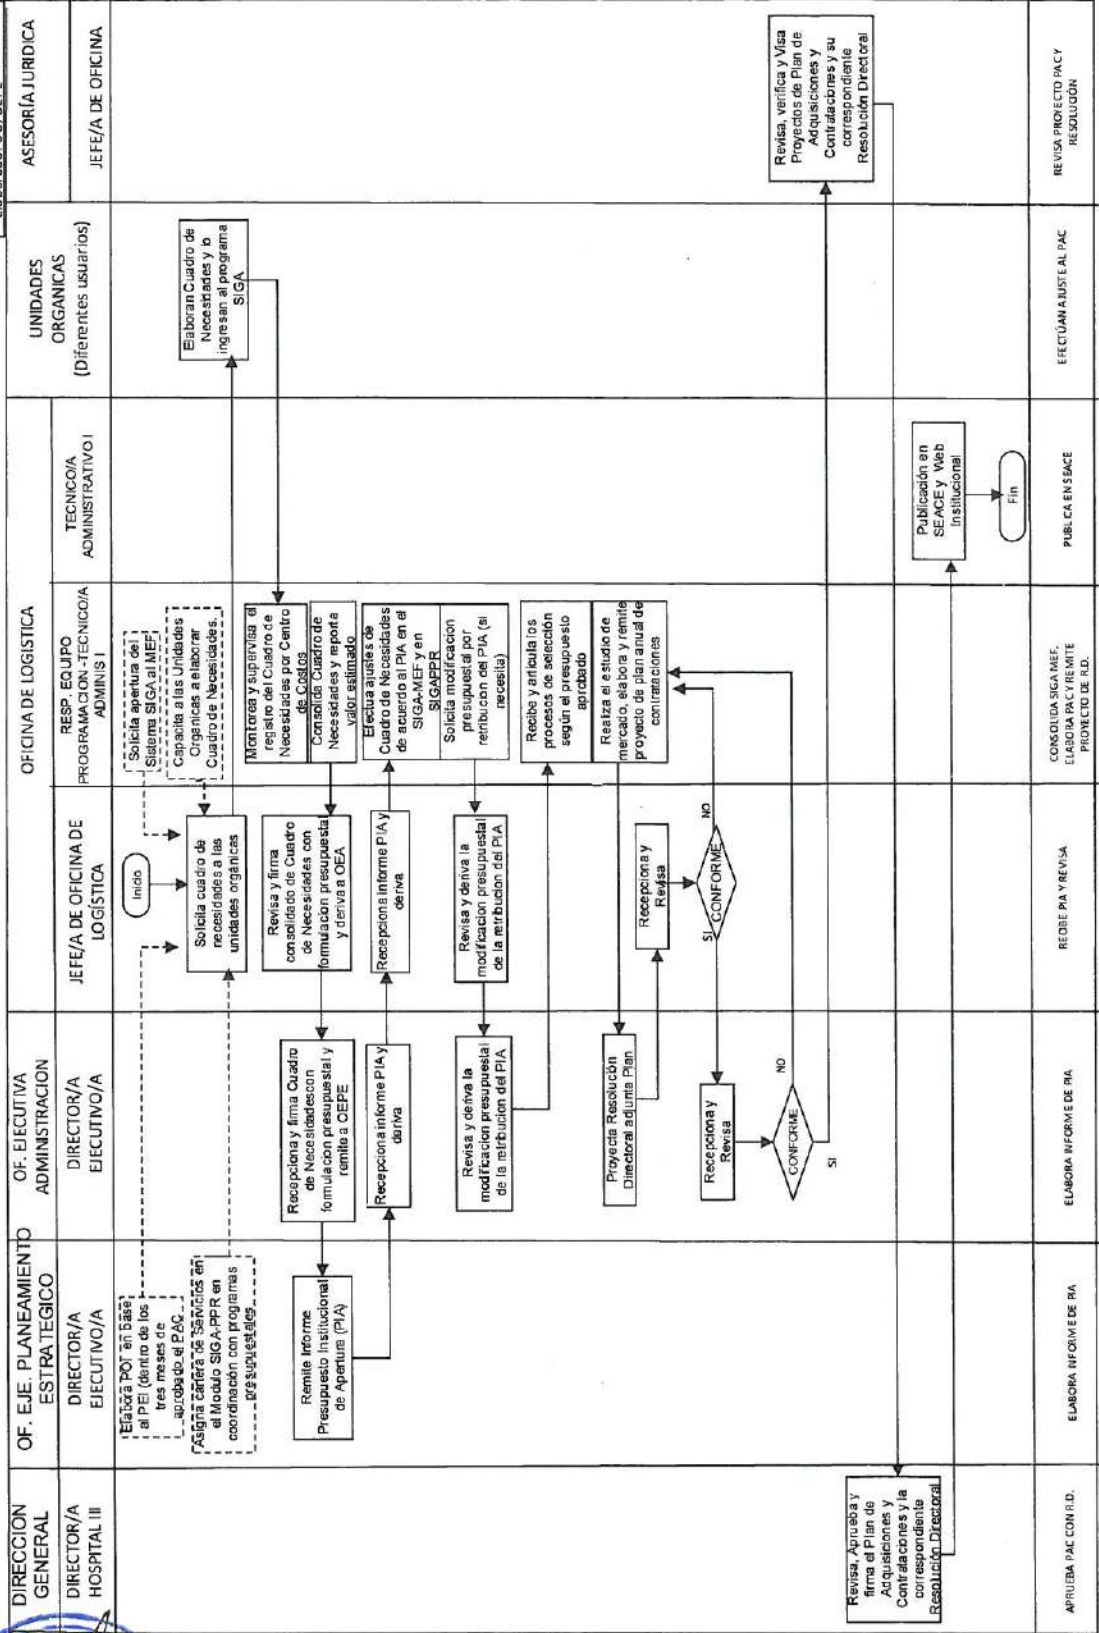 DIRECCION
GENERAL
DIRECTOR/A
HOSPITAL III
OF. EJE. PLANEAMIENTO
ESTRATEGICO
DIRECTOR/A
EJECUTIVO/A
OF. EJECUTIVA
ADMINISTRACION
DIRECTOR/A
EJECUTIVO/A
OFICINA DE LOGISTICA
JEFE/A DE OFICINA DE
LOGÍSTICA
RESP. EQUIPO
PROGRAMACION-TECNICO/A
ADMINIS I
TECNICO/A
ADMINISTRATIVO I
UNIDADES
ORGANICAS
(Diferentes usuarios)
ASESORÍA JURIDICA
JEFE/A DE OFICINA
Elabora POI en base
al PEI (dentro de los
tres meses de
aprobado el PAC
Asigna cartera de Servicios en
el Modulo SIGA-PPR en
coordinación con programas
presupuestales
Inicio
Solicita cuadro de
necesidades a las
unidades orgánicas
Solicita apertura del
Sistema SIGA al MEF
Capacita a las Unidades
Organicas a elaborar
Cuadro de Necesidades.
Elaboran Cuadro de
Necesidades y lo
ingresan al programa
SIGA
Monitorea y supervisa el
registro del Cuadro de
Necesidades por Centro
de Costos
Consolida Cuadro de
Necesidades y reporta
valor estimado
Revisa y firma
consolidado de Cuadro
de Necesidades con
formulacion presupuestal
y deriva a OEA
Recepciona y firma Cuadro
de Necesidadescon
formulacion presupuestal y
remite a OEPE
Remite Informe
Presupuesto Institucional
de Apertura (PIA)
Recepciona informe PIA y
deriva
Recepciona informe PIA y
deriva
Efectua ajustes de
Cuadro de Necesidades
de acuerdo al PIA en el
SIGA-MEF y en
SIGAPPR
Solicita modificacion
presupuestal por
retribucion del PIA (si
necesita)
Revisa y deriva la
modificacion presupuestal
de la retribucion del PIA
Revisa y deriva la
modificacion presupuestal
de la retribucion del PIA
Recibe y articula los
procesos de selección
según el presupuesto
aprobado
Realiza el estudio de
mercado, elabora y remite
proyecto de plan anual de
contrataciones
Proyecta Resolución
Directoral adjunta Plan
Recepciona y
Revisa
CONFORME
SI
NO
Recepciona y
Revisa
CONFORME
NO
SI
Revisa, verifica y Visa
Proyectos de Plan de
Adquisiciones y
Contrataciones y su
correspondiente
Resolución Directoral
Revisa, Aprueba y
firma el Plan de
Adquisiciones y
Contrataciones y la
correspondiente
Resolución Directoral
Publicación en
SEACE y Web
Institucional
Fin
APRUEBA PAC CON R.D.
ELABORA INFORME DE PIA
ELABORA INFORME DE PIA
RECIBE PIA Y REVISA
CONSOLIDA SIGA MEF,
ELABORA PAC Y REMITE
PROYECTO DE R.D.
PUBLICA EN SEACE
EFECTÚAN AJUSTE AL PAC
REVISA PROYECTO PAC Y
RESOLUCIÓN